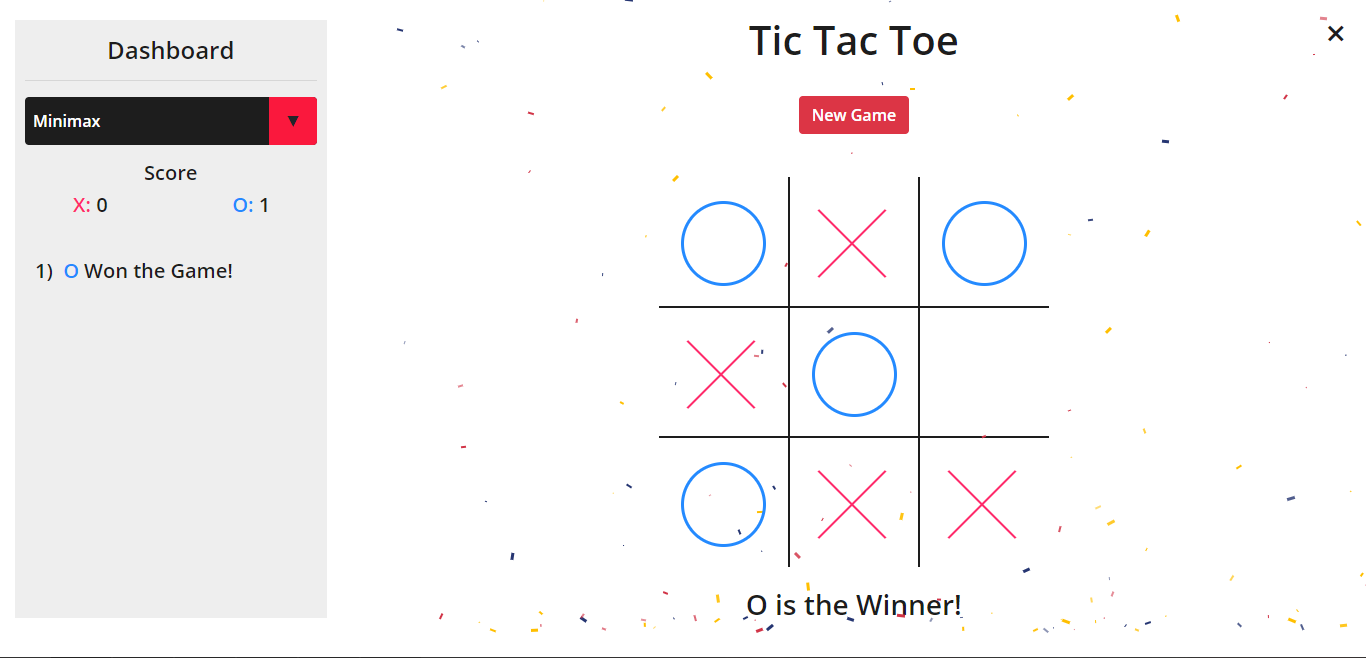 Dashboard
Minimax
▼
Score
X: 0 O: 1
1) O Won the Game!
Tic Tac Toe
✕
New Game
O is the Winner!